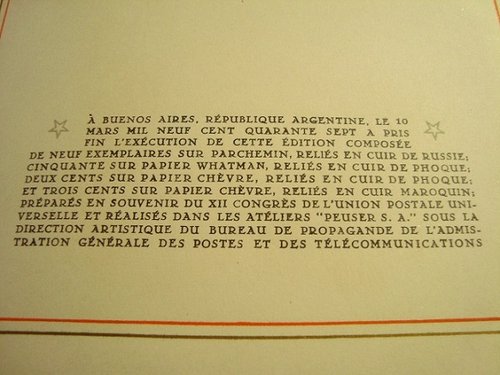 À BUENOS AIRES, RÉPUBLIQUE ARGENTINE, LE 10
MARS MIL NEUF CENT QUARANTE SEPT A PRIS
FIN L'EXÉCUTION DE CETTE ÉDITION COMPOSÉE
DE NEUF EXEMPLAIRES SUR PARCHEMIN, RELIÉS EN CUIR DE RUSSIE;
CINQUANTE SUR PAPIER WHATMAN, RELIÉS EN CUIR DE PHOQUE;
DEUX CENTS SUR PAPIER CHÈVRE, RELIÉS EN CUIR DE PHOQUE;
ET TROIS CENTS SUR PAPIER CHÈVRE, RELIÉS EN CUIR MAROQUIN;
PRÉPARÉS EN SOUVENIR DU XII CONGRÈS DE L'UNION POSTALE UNI-
VERSELLE ET RÉALISÉS DANS LES ATÉLIERS "PEUSER S. A." SOUS LA
DIRECTION ARTISTIQUE DU BUREAU DE PROPAGANDE DE L'ADMIS-
TRATION GÉNÉRALE DES POSTES ET DES TÉLÉCOMMUNICATIONS